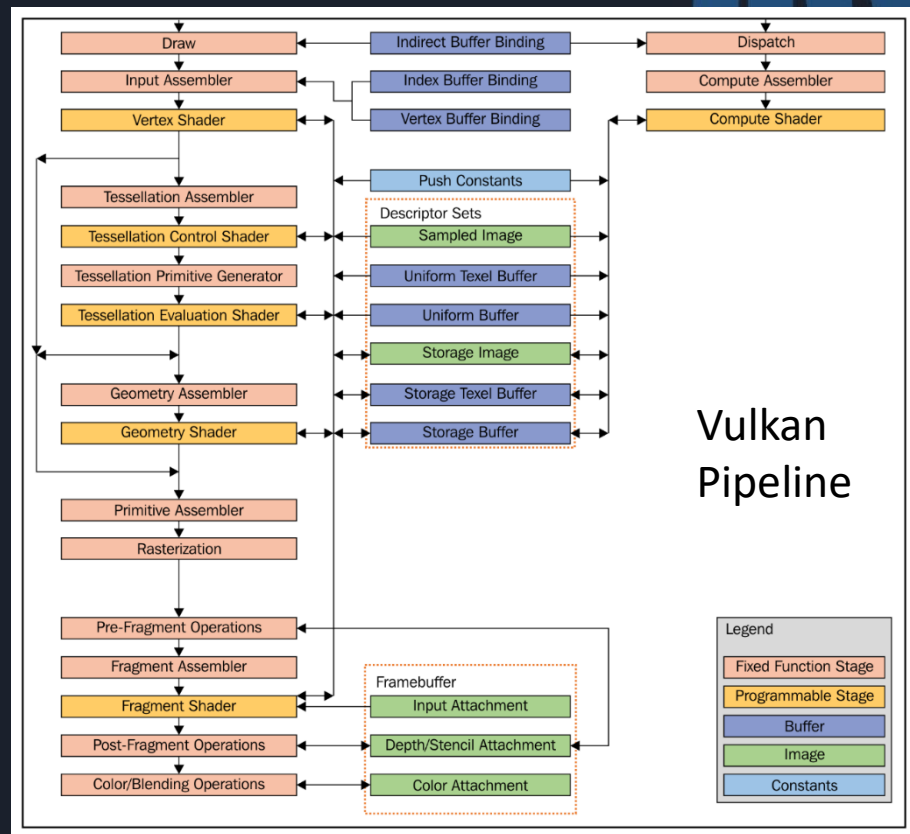 Draw
Indirect Buffer Binding
Dispatch
Input Assembler
Index Buffer Binding
Compute Assembler
Vertex Shader
Vertex Buffer Binding
Compute Shader
Push Constants
Tessellation Assembler
Descriptor Sets
Tessellation Control Shader
Sampled Image
Tessellation Primitive Generator
Uniform Texel Buffer
Tessellation Evaluation Shader
Uniform Buffer
Storage Image
Geometry Assembler
Storage Texel Buffer
Geometry Shader
Storage Buffer
Vulkan
Pipeline
Primitive Assembler
Rasterization
Pre-Fragment Operations
Fragment Assembler
Framebuffer
Fragment Shader
Input Attachment
Post-Fragment Operations
Depth/Stencil Attachment
Color/Blending Operations
Color Attachment
Legend
Fixed Function Stage
Programmable Stage
Buffer
Image
Constants